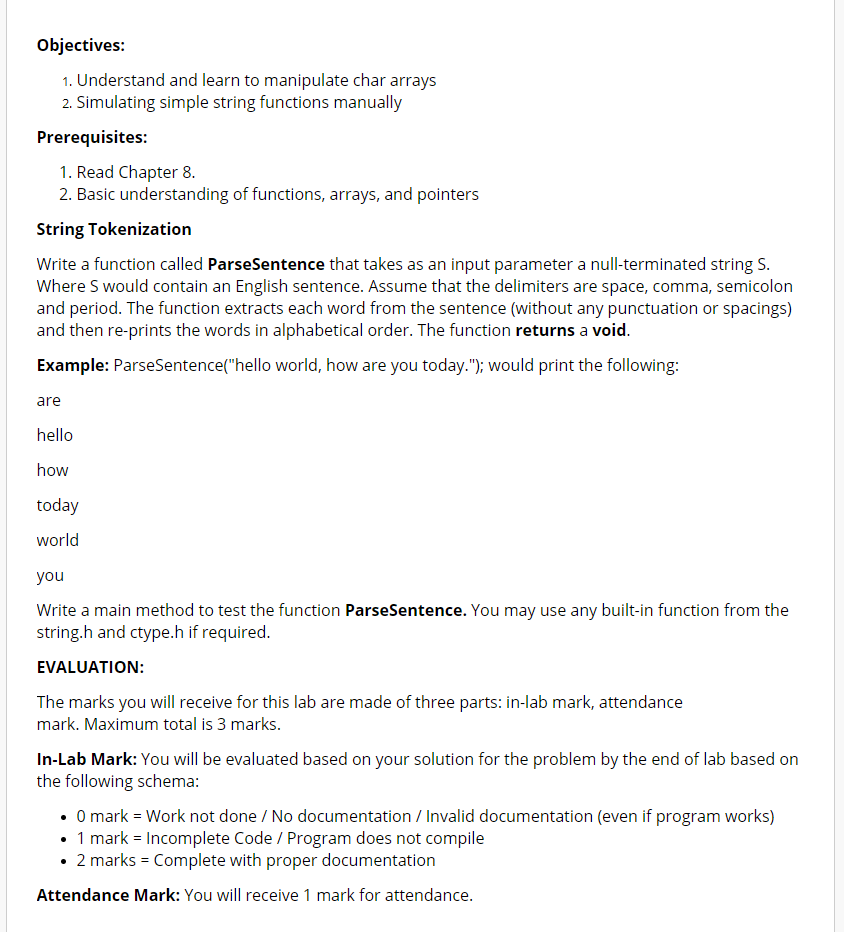 Objectives:
1. Understand and learn to manipulate char arrays
2. Simulating simple string functions manually
Prerequisites:
1. Read Chapter 8.
2. Basic understanding of functions, arrays, and pointers
String Tokenization
Write a function called ParseSentence that takes as an input parameter a null-terminated string S.
Where S would contain an English sentence. Assume that the delimiters are space, comma, semicolon
and period. The function extracts each word from the sentence (without any punctuation or spacings)
and then re-prints the words in alphabetical order. The function returns a void.
Example: ParseSentence("hello world, how are you today."); would print the following:
are
hello
how
today
world
you
Write a main method to test the function ParseSentence. You may use any built-in function from the
string.h and ctype.h if required.
EVALUATION:
The marks you will receive for this lab are made of three parts: in-lab mark, attendance
mark. Maximum total is 3 marks.
In-Lab Mark: You will be evaluated based on your solution for the problem by the end of lab based on
the following schema:
• 0 mark = Work not done / No documentation / Invalid documentation (even if program works)
• 1 mark = Incomplete Code / Program does not compile
• 2 marks = Complete with proper documentation
Attendance Mark: You will receive 1 mark for attendance.